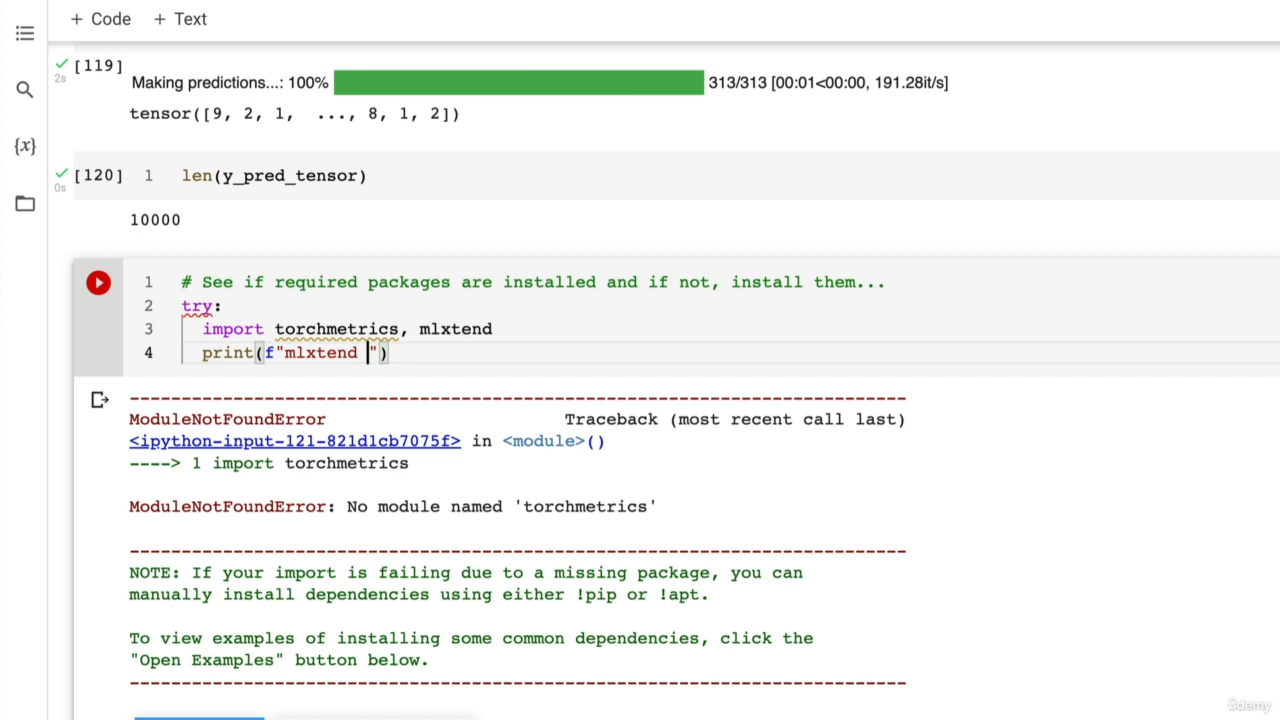 + Code + Text
[119]
2s
Making predictions...: 100% 313/313 [00:01<00:00, 191.28it/s]
tensor([9, 2, 1,  ..., 8, 1, 2])
{x}
[120] 1 len(y_pred_tensor)
0s
10000
1 # See if required packages are installed and if not, install them...
2 try:
3 import torchmetrics, mlxtend
4 print(f"mlxtend ")
--------------------------------------------------------------------------
ModuleNotFoundError Traceback (most recent call last)
<ipython-input-121-821d1cb7075f> in <module>()
----> 1 import torchmetrics
ModuleNotFoundError: No module named 'torchmetrics'
--------------------------------------------------------------------------
NOTE: If your import is failing due to a missing package, you can
manually install dependencies using either !pip or !apt.
To view examples of installing some common dependencies, click the
"Open Examples" button below.
--------------------------------------------------------------------------
ûdemy